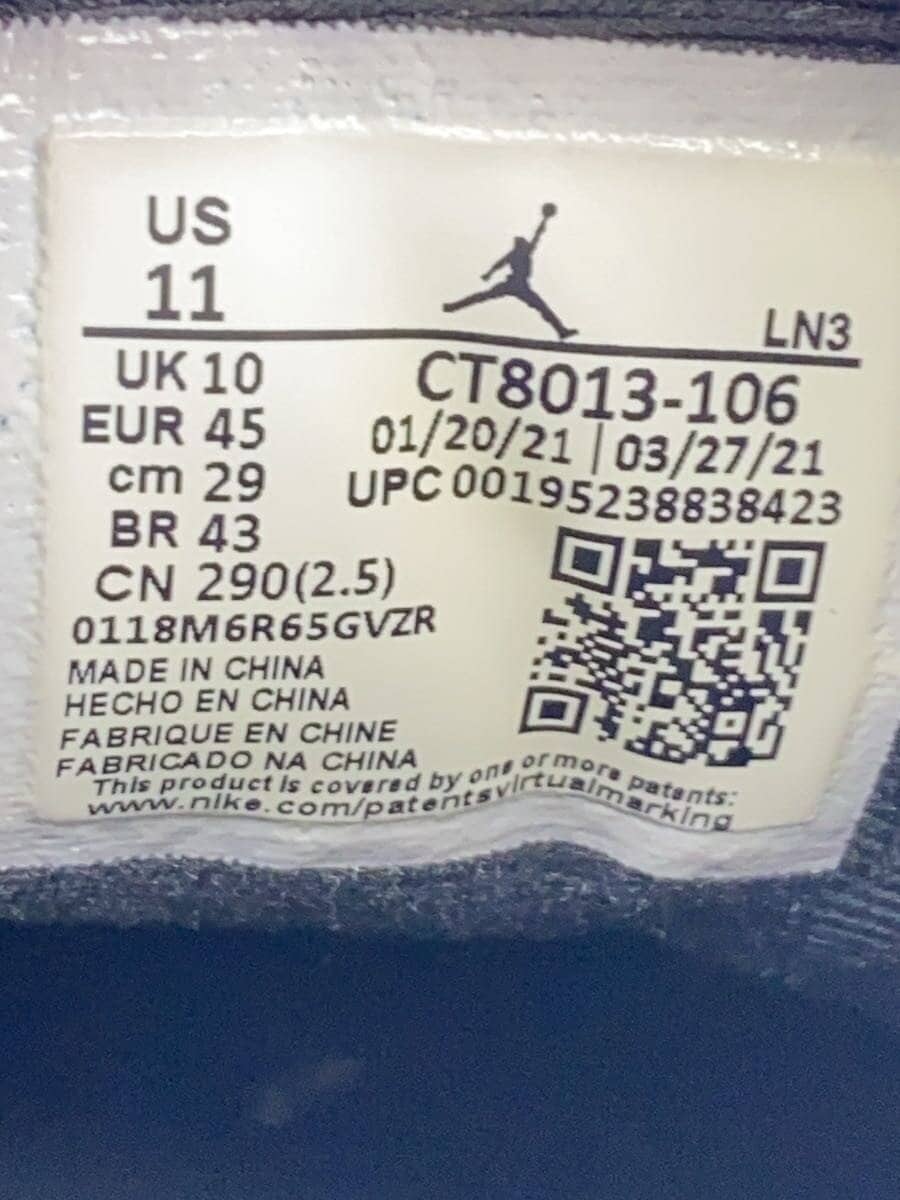 US
11
LN3
UK 10
EUR 45
cm 29
BR 43
CN 290(2.5)
CT8013-106
01/20/21 | 03/27/21
UPC 00195238838423
0118M6R65GVZR
MADE IN CHINA
HECHO EN CHINA
FABRIQUE EN CHINE
FABRICADO NA CHINA
This product is covered by one or more patents:
www.nike.com/patentsvirtualmarking